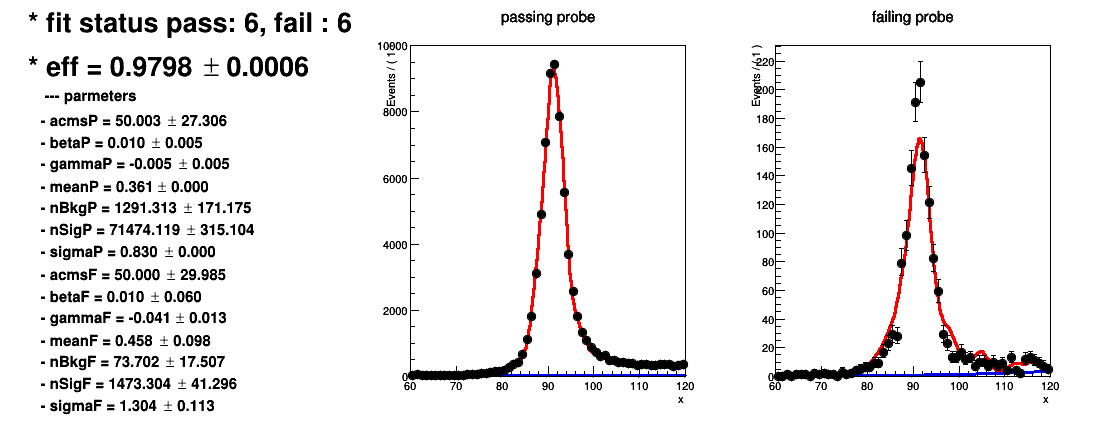 * fit status pass: 6, fail : 6
* eff = 0.9798 ± 0.0006
--- parmeters
- acmsP = 50.003 ± 27.306
- betaP = 0.010 ± 0.005
- gammaP = -0.005 ± 0.005
- meanP = 0.361 ± 0.000
- nBkgP = 1291.313 ± 171.175
- nSigP = 71474.119 ± 315.104
- sigmaP = 0.830 ± 0.000
- acmsF = 50.000 ± 29.985
- betaF = 0.010 ± 0.060
- gammaF = -0.041 ± 0.013
- meanF = 0.458 ± 0.098
- nBkgF = 73.702 ± 17.507
- nSigF = 1473.304 ± 41.296
- sigmaF = 1.304 ± 0.113
passing probe
Events / ( 1 )
10000
8000
6000
4000
2000
0
60 70 80 90 100 110 120
x
failing probe
Events / ( 1 )
220
200
180
160
140
120
100
80
60
40
20
0
60 70 80 90 100 110 120
x